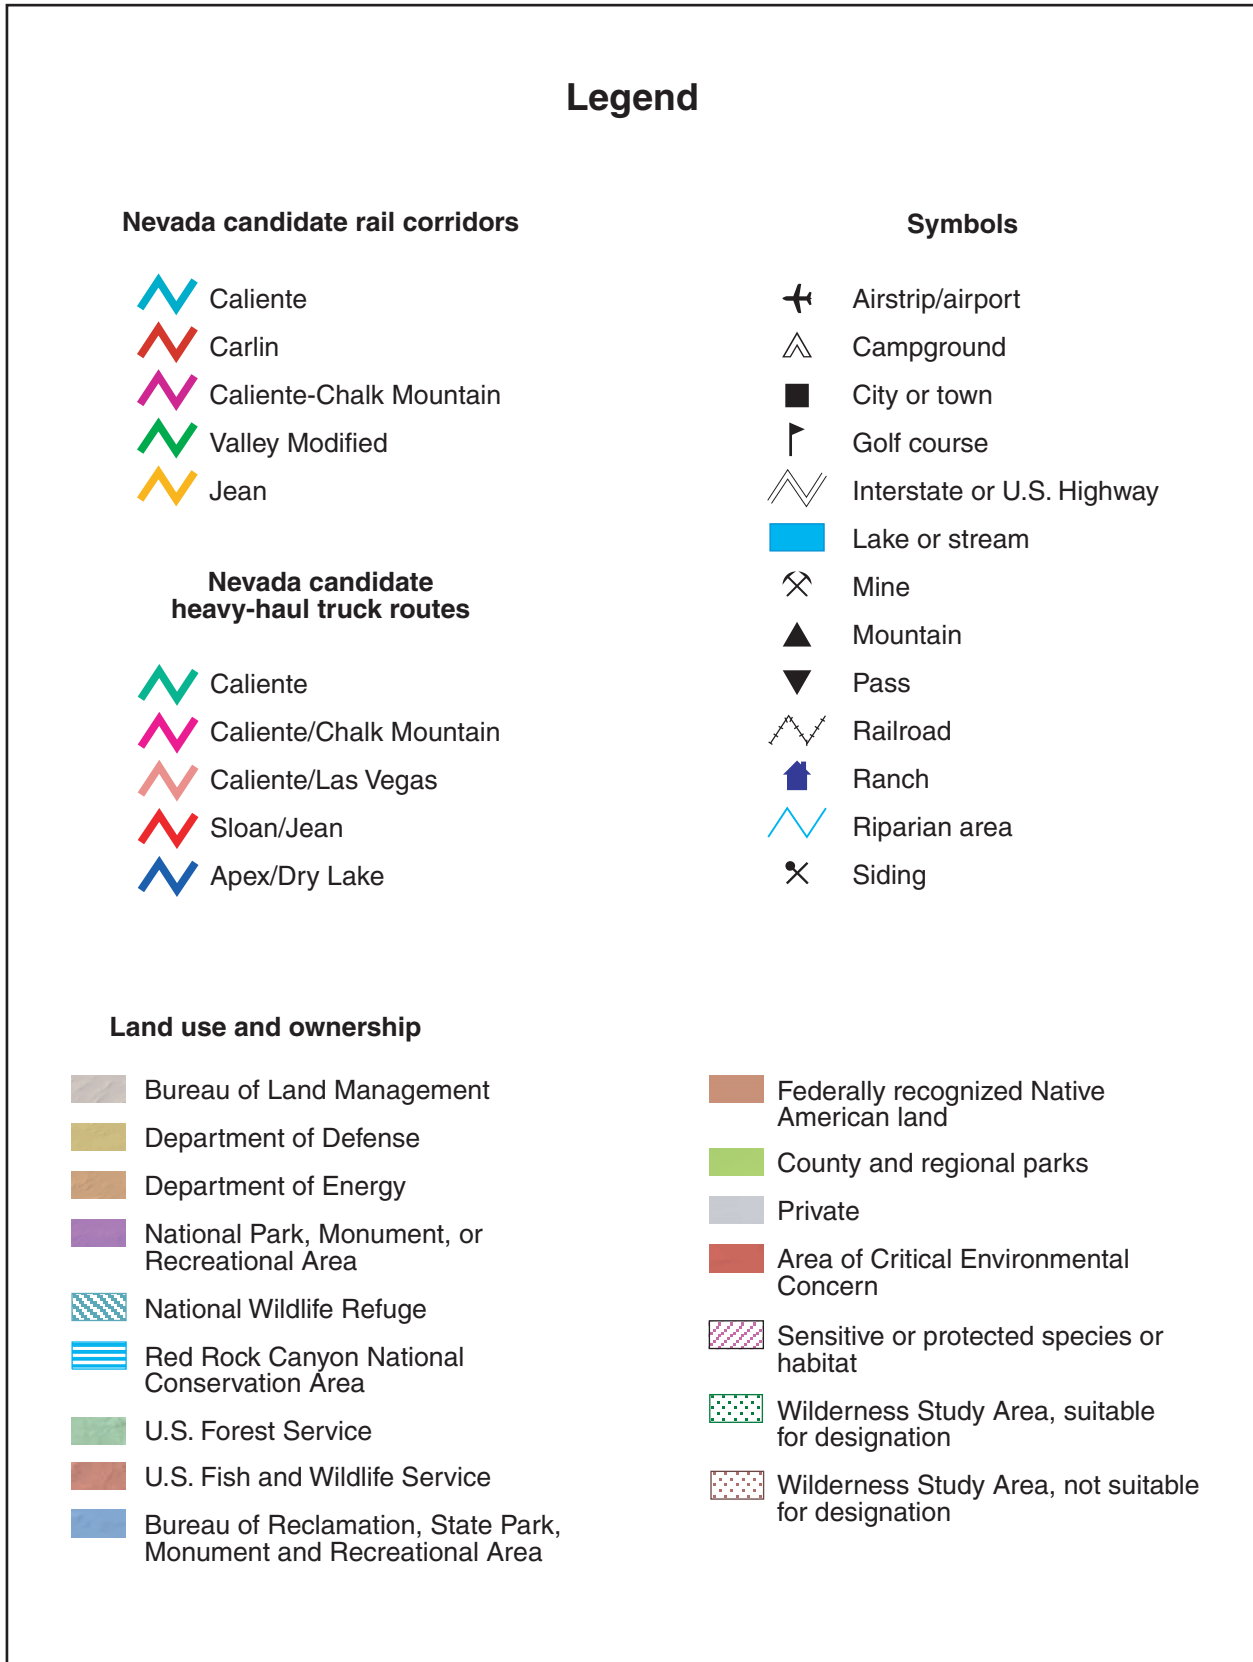 Legend
Nevada candidate rail corridors
Caliente
Carlin
Caliente-Chalk Mountain
Valley Modified
Jean
Nevada candidate
heavy-haul truck routes
Caliente
Caliente/Chalk Mountain
Caliente/Las Vegas
Sloan/Jean
Apex/Dry Lake
Symbols
Airstrip/airport
Campground
City or town
Golf course
Interstate or U.S. Highway
Lake or stream
Mine
Mountain
Pass
Railroad
Ranch
Riparian area
Siding
Land use and ownership
Bureau of Land Management
Department of Defense
Department of Energy
National Park, Monument, or
Recreational Area
National Wildlife Refuge
Red Rock Canyon National
Conservation Area
U.S. Forest Service
U.S. Fish and Wildlife Service
Bureau of Reclamation, State Park,
Monument and Recreational Area
Federally recognized Native
American land
County and regional parks
Private
Area of Critical Environmental
Concern
Sensitive or protected species or
habitat
Wilderness Study Area, suitable
for designation
Wilderness Study Area, not suitable
for designation